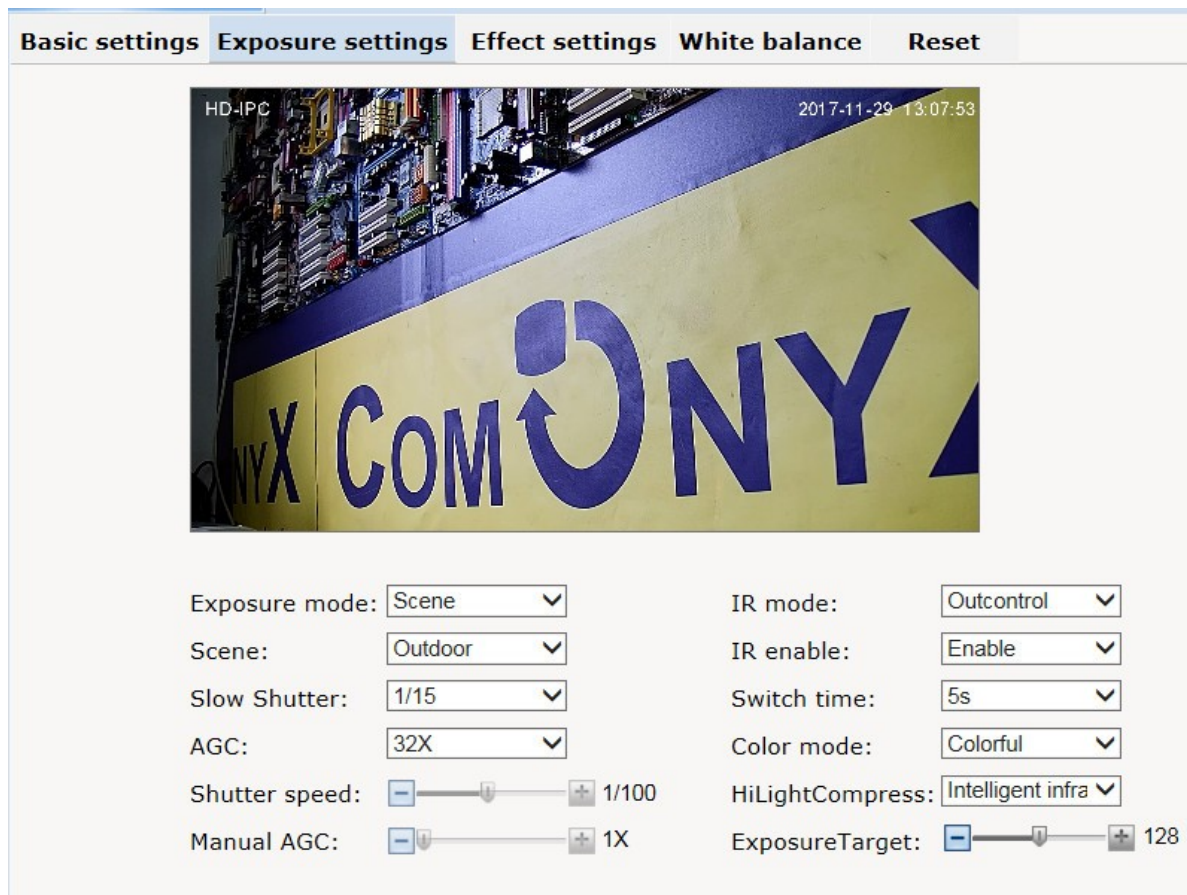 Basic settings Exposure settings Effect settings White balance Reset
HD-IPC 2017-11-29 13:07:53
NYX COM ONYX
Exposure mode: Scene IR mode: Outcontrol
Scene: Outdoor IR enable: Enable
Slow Shutter: 1/15 Switch time: 5s
AGC: 32X Color mode: Colorful
Shutter speed: 1/100 HiLightCompress: Intelligent infra
Manual AGC: 1X ExposureTarget: 128